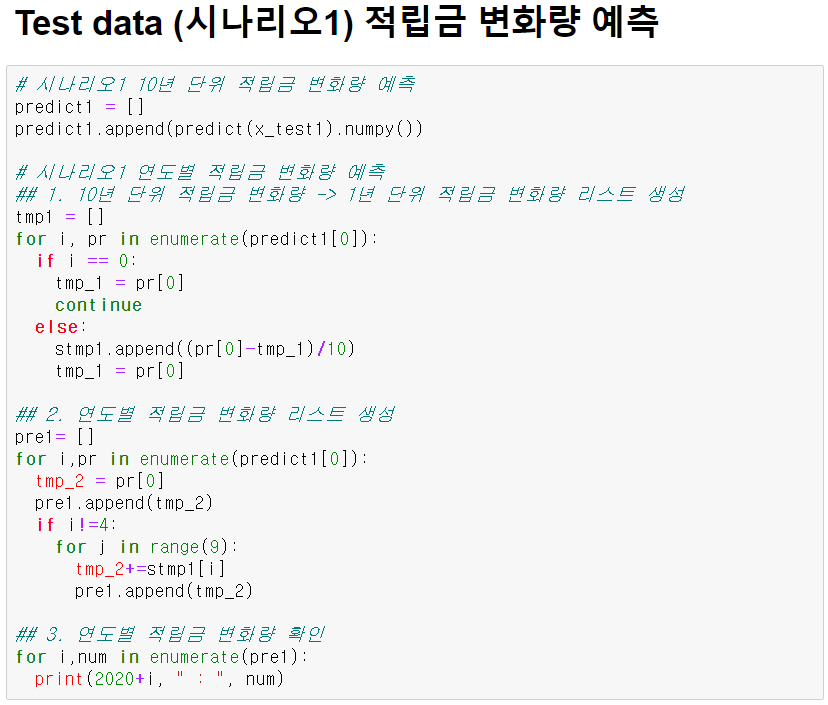 Test data (시나리오1) 적립금 변화량 예측
# 시나리오1 10년 단위 적립금 변화량 예측
predict1 = []
predict1.append(predict(x_test1).numpy())
# 시나리오1 연도별 적립금 변화량 예측
## 1. 10년 단위 적립금 변화량 -> 1년 단위 적립금 변화량 리스트 생성
tmp1 = []
for i, pr in enumerate(predict1[0]):
  if i == 0:
    tmp_1 = pr[0]
    continue
  else:
    stmp1.append((pr[0]-tmp_1)/10)
    tmp_1 = pr[0]
## 2. 연도별 적립금 변화량 리스트 생성
pre1= []
for i,pr in enumerate(predict1[0]):
  tmp_2 = pr[0]
  pre1.append(tmp_2)
  if i!=4:
    for j in range(9):
      tmp_2+=stmp1[i]
      pre1.append(tmp_2)
## 3. 연도별 적립금 변화량 확인
for i,num in enumerate(pre1):
  print(2020+i, " : ", num)